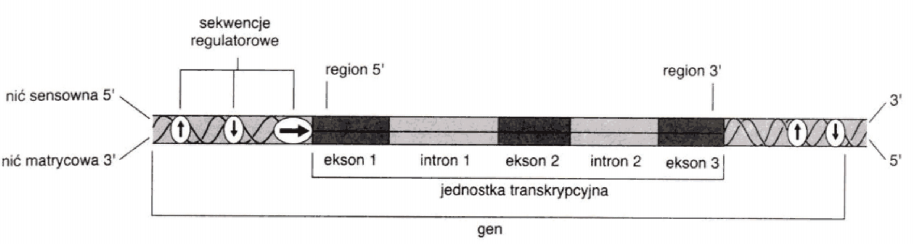 sekwencje
regulatorowe
region 5'
region 3'
nić sensowna 5'
3'
nić matrycowa 3'
5'
ekson 1
intron 1
ekson 2
intron 2
ekson 3
jednostka transkrypcyjna
gen